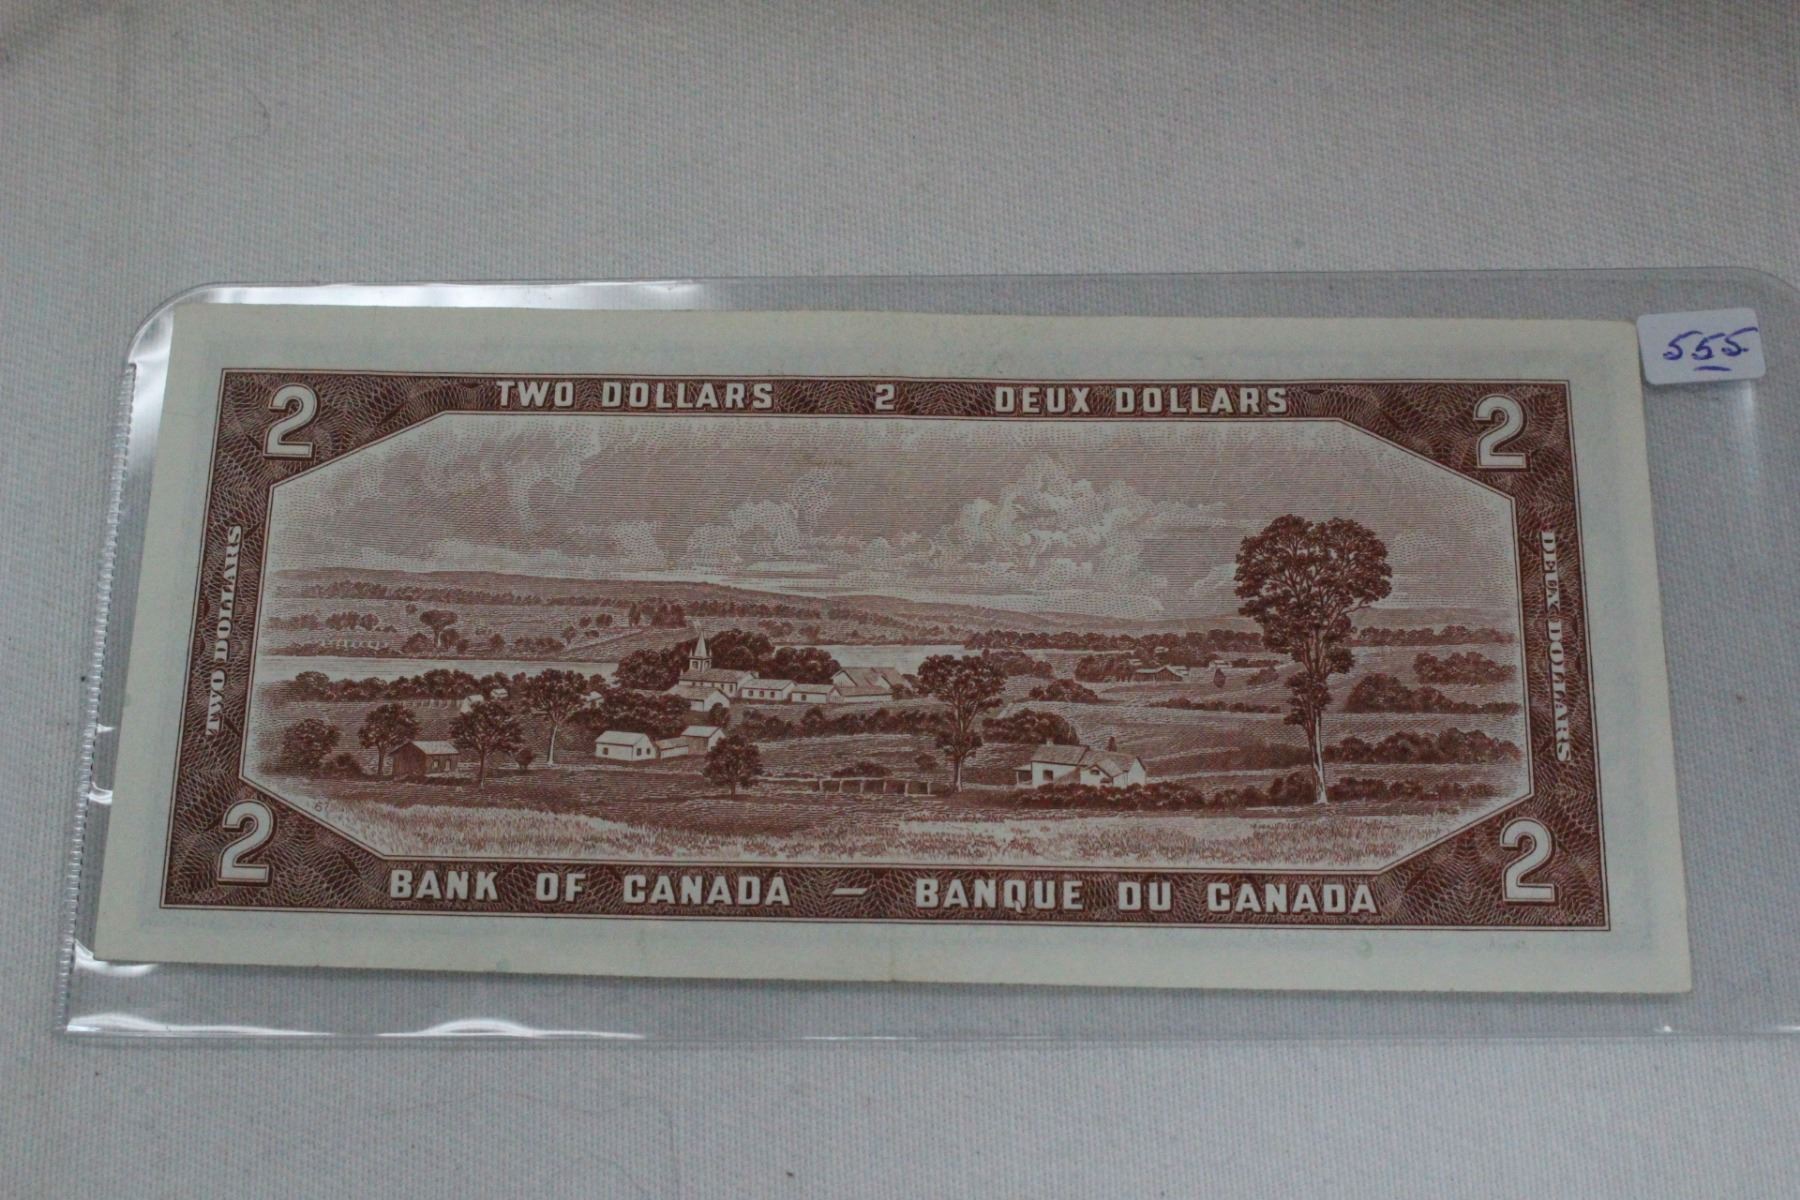 555
2 TWO DOLLARS 2 DEUX DOLLARS 2
TWO DOLLARS
DEUX DOLLARS
2 BANK OF CANADA — BANQUE DU CANADA 2